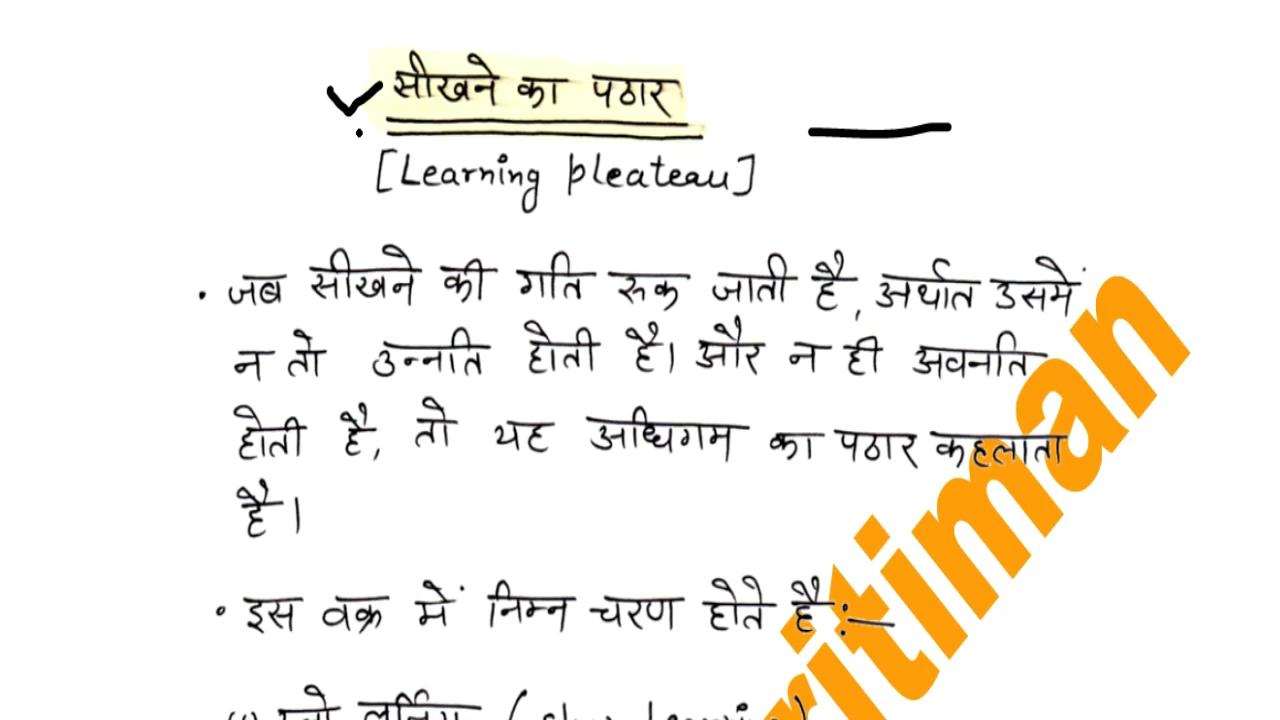 सीखने का पठार
[Learning pleateau]
• जब सीखने की गति रुक जाती है, अर्थात उसमें
न तो उन्नति होती है। और न ही अवनति
होती है, तो यह अधिगम का पठार कहलाता
है।
• इस वक्र में निम्न चरण होते है :-
ritiman